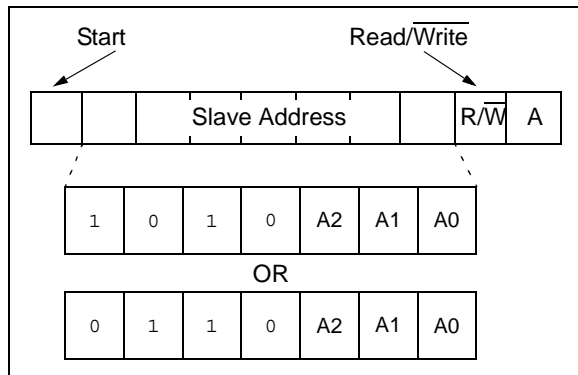 Start Read/Write
Slave Address R/W A
1 0 1 0 A2 A1 A0
OR
0 1 1 0 A2 A1 A0